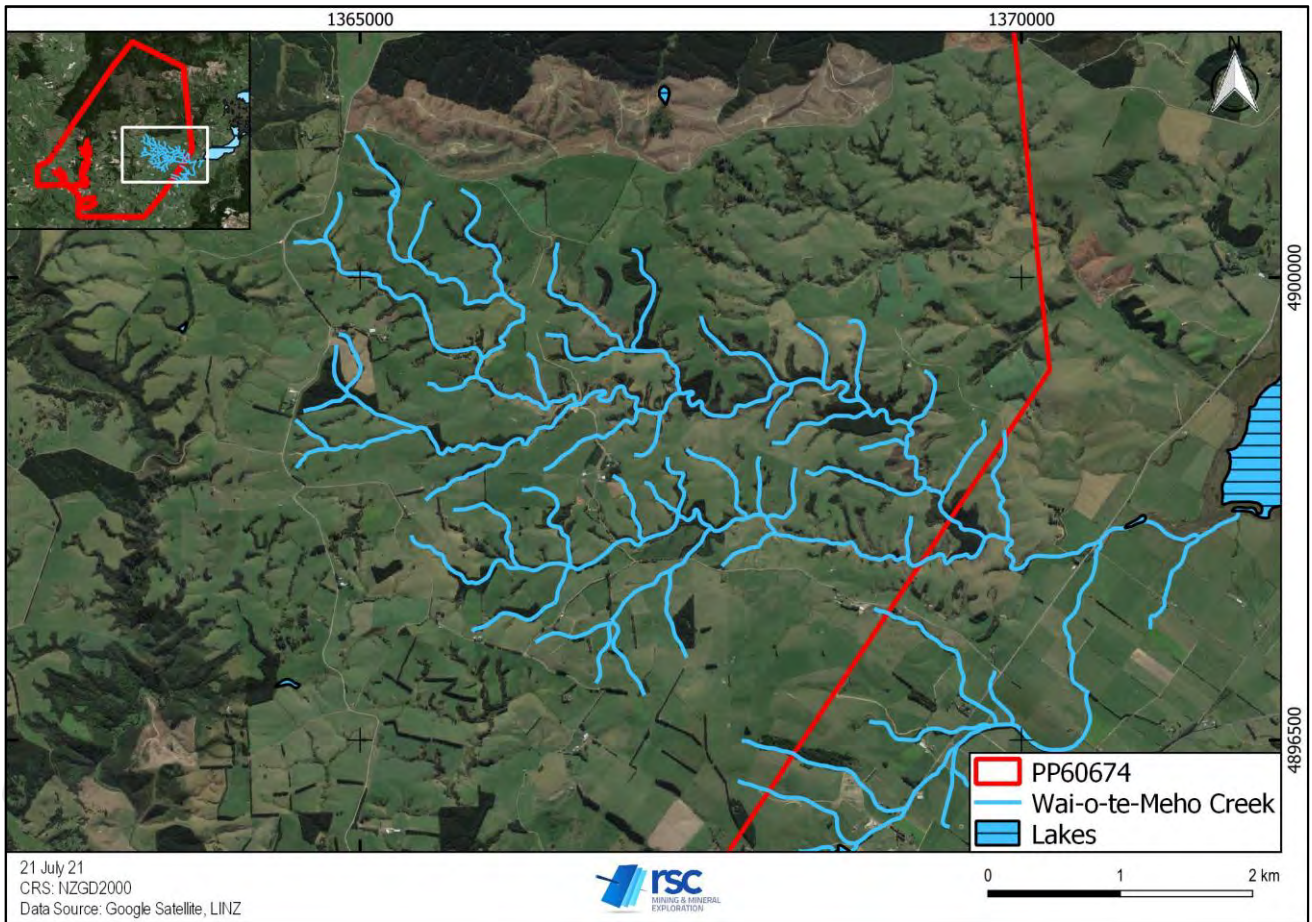 1365000
1370000
N
4900000
4896500
PP60674
Wai-o-te-Meho Creek
Lakes
21 July 21
CRS: NZGD2000
Data Source: Google Satellite, LINZ
rsc
MINING & MINERAL
EXPLORATION
0 1 2 km